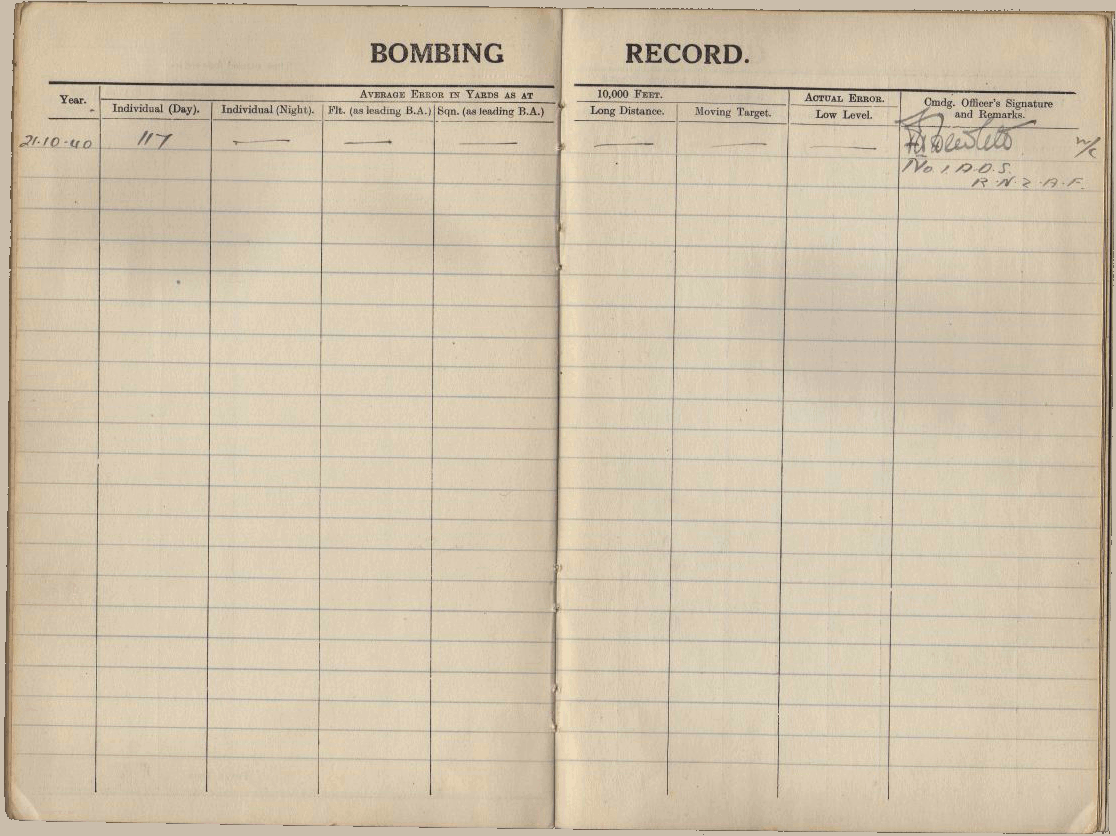 BOMBING RECORD.
Year.
AVERAGE ERROR IN YARDS AS AT 10,000 FEET.
ACTUAL ERROR.
Cmdg. Officer's Signature and Remarks.
Individual (Day).
Individual (Night).
Flt. (as leading B.A.)
Sqn. (as leading B.A.)
Long Distance.
Moving Target.
Low Level.
21·10·40 117 — — — — — — W/C
No. 1. A.O.S.
R·N·Z·A·F.